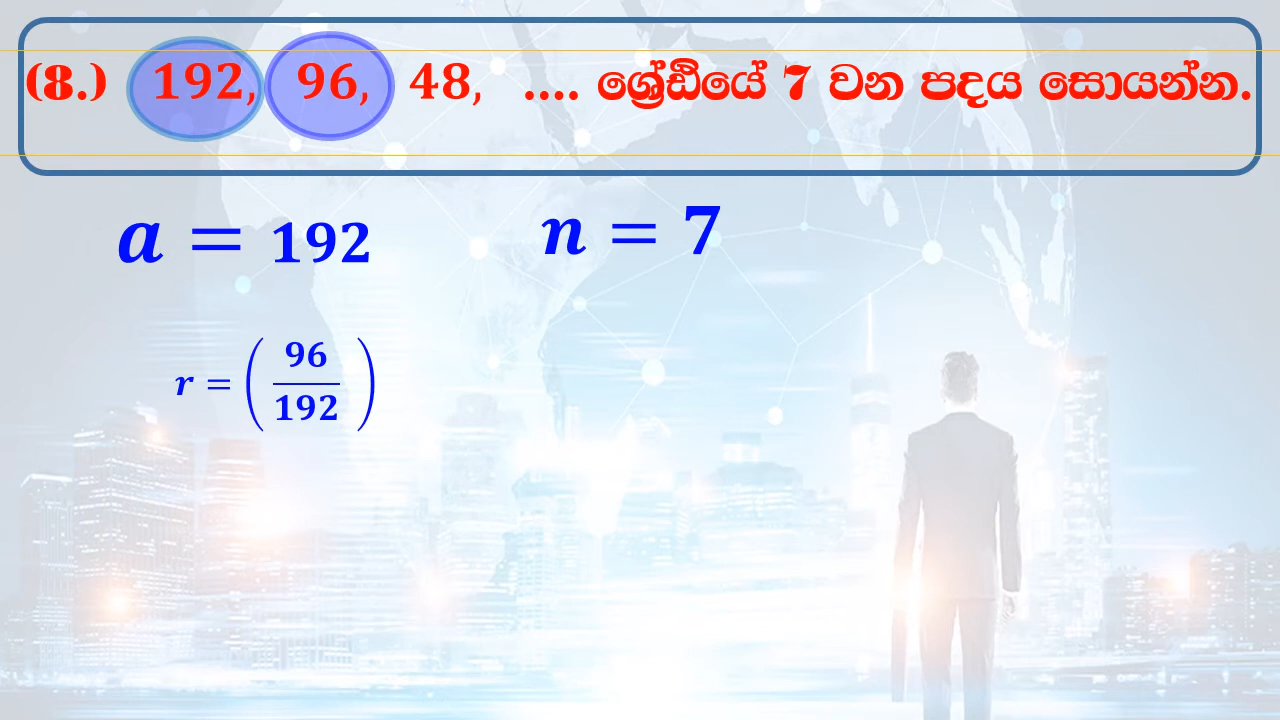 (8.) 192, 96, 48, .... ශ්‍රේඪියේ 7 වන පදය සොයන්න.
a = 192 n = 7
r = ( 96 / 192 )